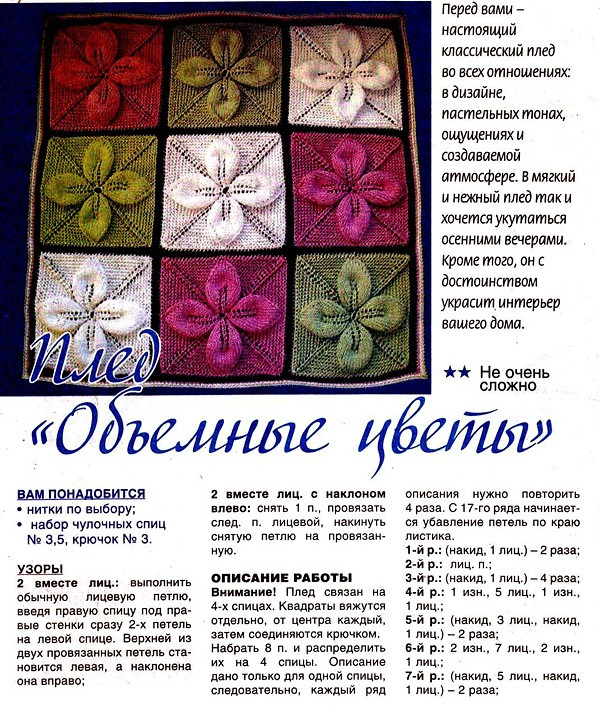 Перед вами –
настоящий
классический плед
во всех отношениях:
в дизайне,
пастельных тонах,
ощущениях и
создаваемой
атмосфере. В мягкий
и нежный плед так и
хочется укутаться
осенними вечерами.
Кроме того, он с
достоинством
украсит интерьер
вашего дома.
★★ Не очень
сложно
Плед
«Объемные цветы»
ВАМ ПОНАДОБИТСЯ
• нитки по выбору;
• набор чулочных спиц
№ 3,5, крючок № 3.
УЗОРЫ
2 вместе лиц.: выполнить
обычную лицевую петлю,
введя правую спицу под пра-
вые стенки сразу 2-х петель
на левой спице. Верхней из
двух провязанных петель ста-
новится левая, а наклонена
она вправо;
2 вместе лиц. с наклоном
влево: снять 1 п., провязать
след. п. лицевой, накинуть
снятую петлю на провязан-
ную.
ОПИСАНИЕ РАБОТЫ
Внимание! Плед связан на
4-х спицах. Квадраты вяжутся
отдельно, от центра каждый,
затем соединяются крючком.
Набрать 8 п. и распределить
их на 4 спицы. Описание
дано только для одной спицы,
следовательно, каждый ряд
описания нужно повторить
4 раза. С 17-го ряда начинает-
ся убавление петель по краю
листика.
1-й р.: (накид, 1 лиц.) – 2 раза;
2-й р.: лиц. п.;
3-й р.: (накид, 1 лиц.) – 4 раза;
4-й р.: 1 изн., 5 лиц., 1 изн.,
1 лиц.;
5-й р.: (накид, 3 лиц., накид,
1 лиц.) – 2 раза;
6-й р.: 2 изн., 7 лиц., 2 изн.,
1 лиц.;
7-й р.: (накид, 5 лиц., накид,
1 лиц.) – 2 раза;